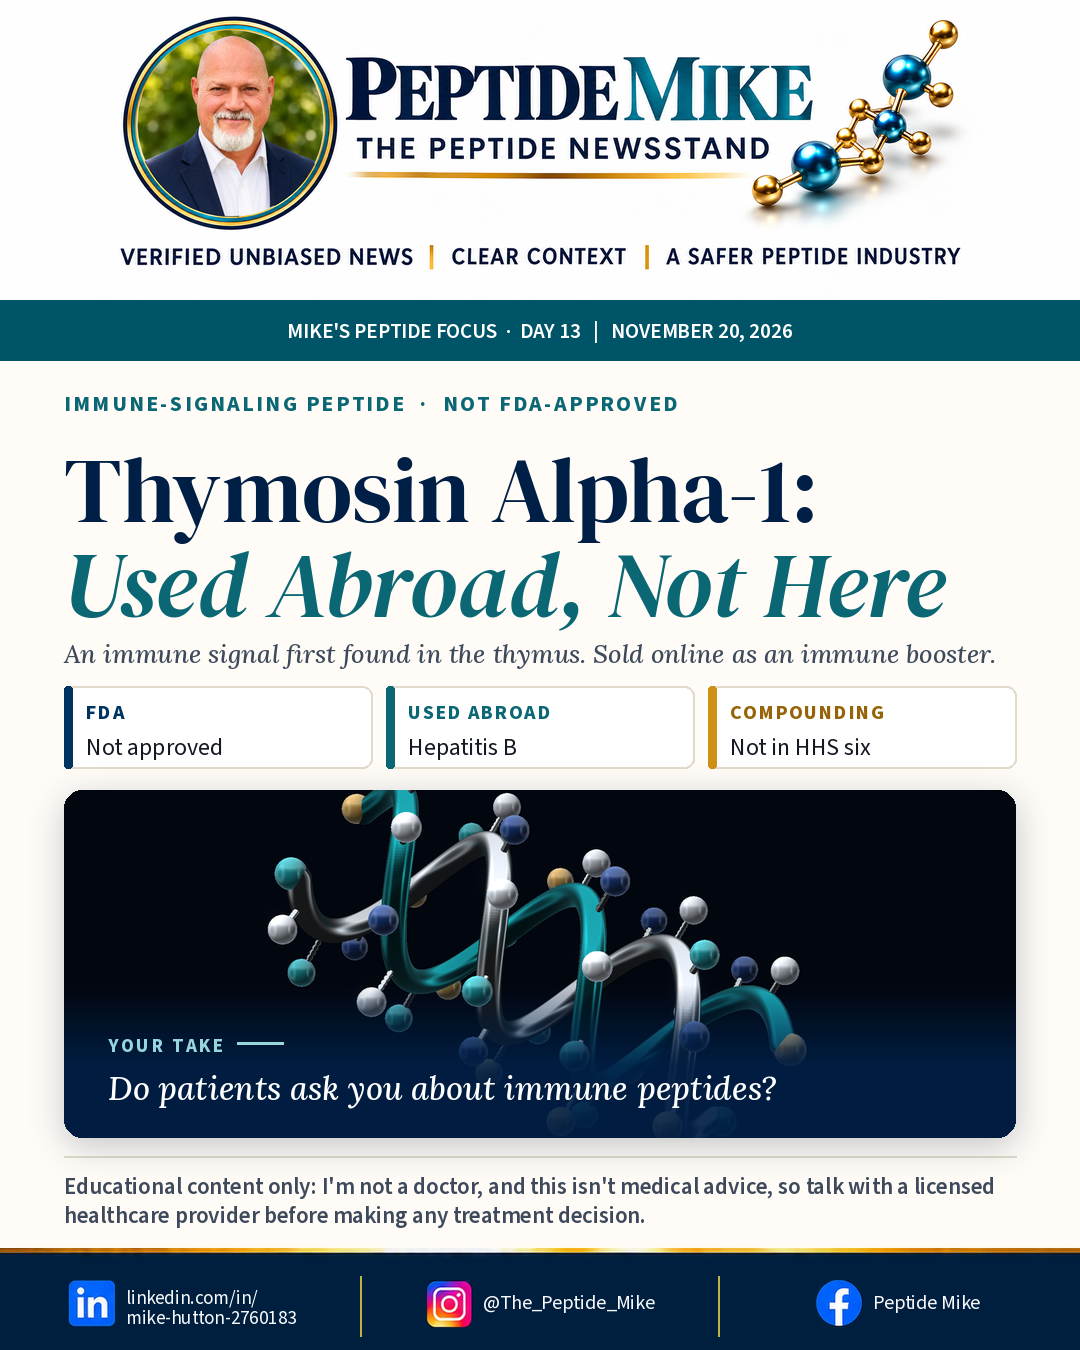 PEPTIDEMIKE
THE PEPTIDE NEWSSTAND
VERIFIED UNBIASED NEWS | CLEAR CONTEXT | A SAFER PEPTIDE INDUSTRY
MIKE'S PEPTIDE FOCUS · DAY 13 | NOVEMBER 20, 2026
IMMUNE-SIGNALING PEPTIDE · NOT FDA-APPROVED
Thymosin Alpha-1:
Used Abroad, Not Here
An immune signal first found in the thymus. Sold online as an immune booster.
FDA
Not approved
USED ABROAD
Hepatitis B
COMPOUNDING
Not in HHS six
YOUR TAKE
Do patients ask you about immune peptides?
Educational content only: I'm not a doctor, and this isn't medical advice, so talk with a licensed
healthcare provider before making any treatment decision.
linkedin.com/in/
mike-hutton-2760183
@The_Peptide_Mike
Peptide Mike